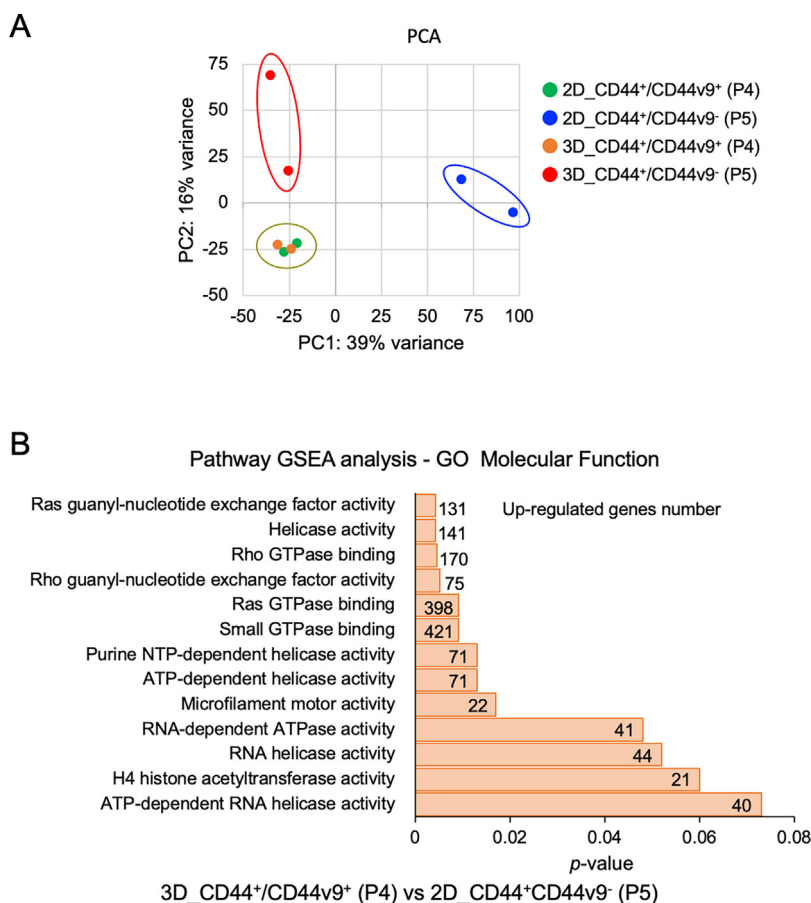 A
PCA
75
50
25
0
-25
-50
PC2: 16% variance
-50 -25 0 25 50 75 100
PC1: 39% variance
2D_CD44⁺/CD44v9⁺ (P4)
2D_CD44⁺/CD44v9⁻ (P5)
3D_CD44⁺/CD44v9⁺ (P4)
3D_CD44⁺/CD44v9⁻ (P5)
B
Pathway GSEA analysis - GO Molecular Function
Up-regulated genes number
Ras guanyl-nucleotide exchange factor activity 131
Helicase activity 141
Rho GTPase binding 170
Rho guanyl-nucleotide exchange factor activity 75
Ras GTPase binding 398
Small GTPase binding 421
Purine NTP-dependent helicase activity 71
ATP-dependent helicase activity 71
Microfilament motor activity 22
RNA-dependent ATPase activity 41
RNA helicase activity 44
H4 histone acetyltransferase activity 21
ATP-dependent RNA helicase activity 40
0 0.02 0.04 0.06 0.08
p-value
3D_CD44⁺/CD44v9⁺ (P4) vs 2D_CD44⁺CD44v9⁻ (P5)